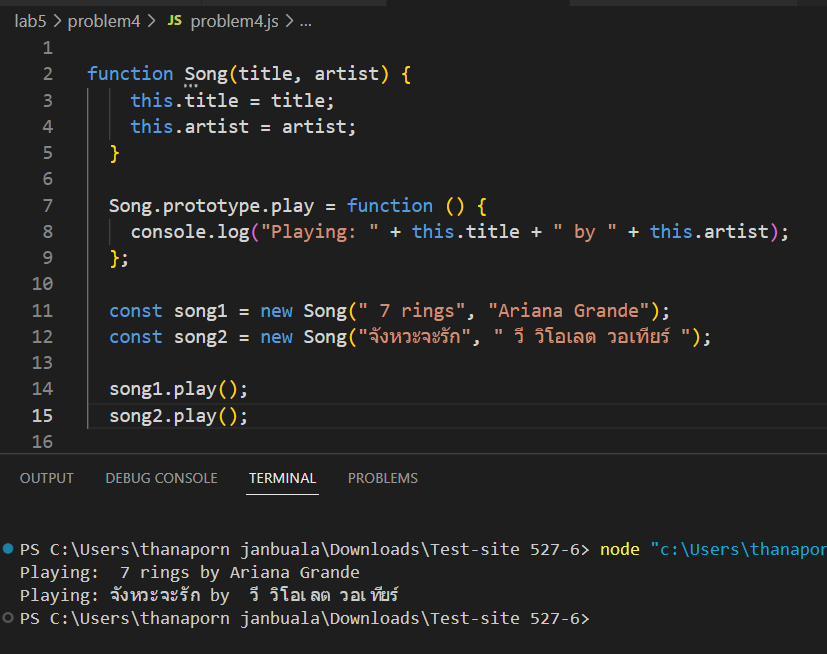 lab5 > problem4 > JS problem4.js > ...
1
2 function Song(title, artist) {
3 this.title = title;
4 this.artist = artist;
5 }
6
7 Song.prototype.play = function () {
8 console.log("Playing: " + this.title + " by " + this.artist);
9 };
10
11 const song1 = new Song(" 7 rings", "Ariana Grande");
12 const song2 = new Song("จังหวะจะรัก", " วี วิโอเลต วอเทียร์ ");
13
14 song1.play();
15 song2.play();
16
OUTPUT DEBUG CONSOLE TERMINAL PROBLEMS
PS C:\Users\thanaporn janbuala\Downloads\Test-site 527-6> node "c:\Users\thanapor
Playing:  7 rings by Ariana Grande
Playing: จังหวะจะรัก by  วี วิโอเลต วอเทียร์
PS C:\Users\thanaporn janbuala\Downloads\Test-site 527-6>